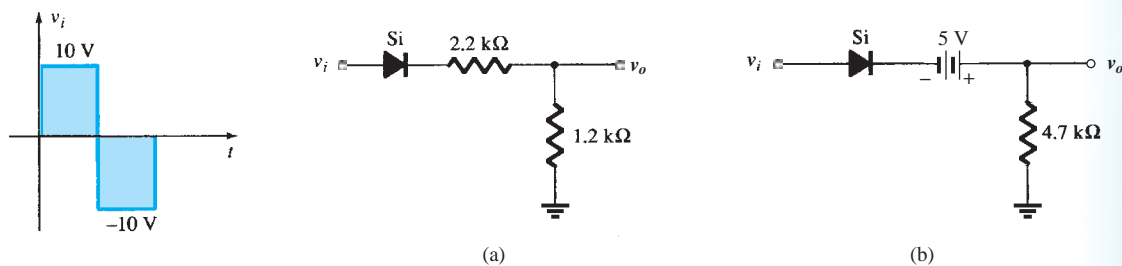 v_i
10 V
t
–10 V
Si
2.2 kΩ
v_i
v_o
1.2 kΩ
(a)
Si
5 V
v_i
– +
v_o
4.7 kΩ
(b)